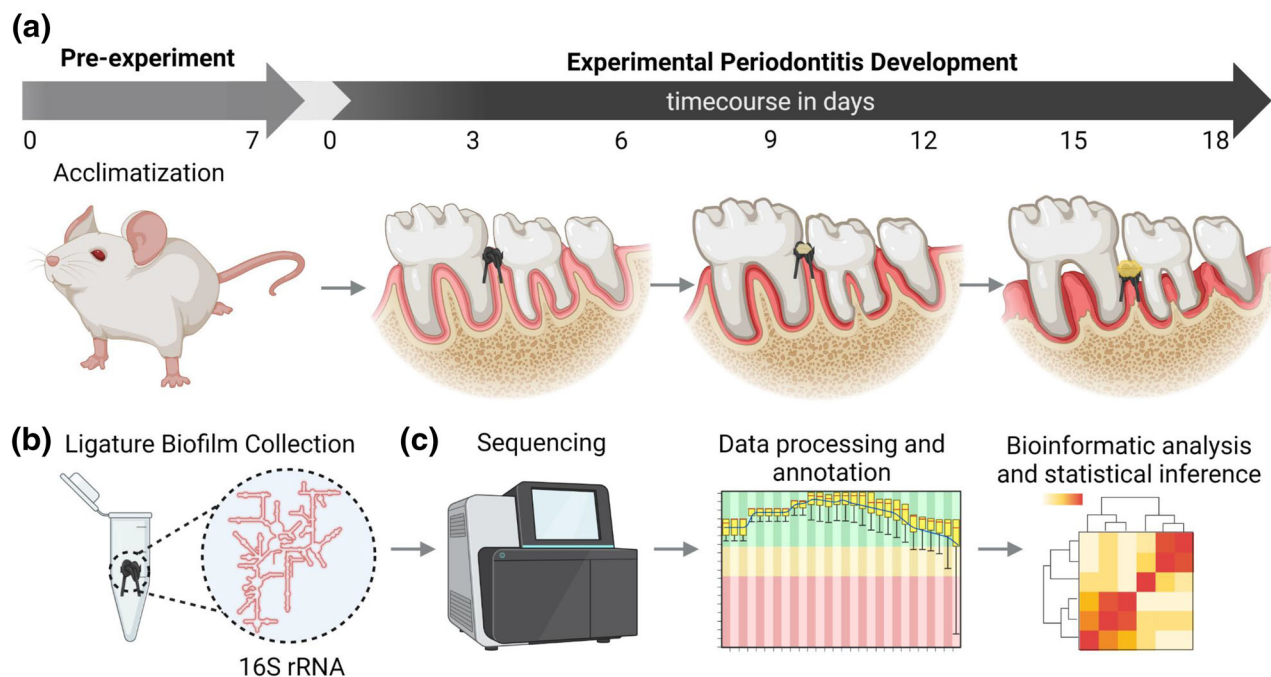 (a)
Pre-experiment
Experimental Periodontitis Development
timecourse in days
0 7 0 3 6 9 12 15 18
Acclimatization
(b) Ligature Biofilm Collection
16S rRNA
(c) Sequencing
Data processing and
annotation
Bioinformatic analysis
and statistical inference